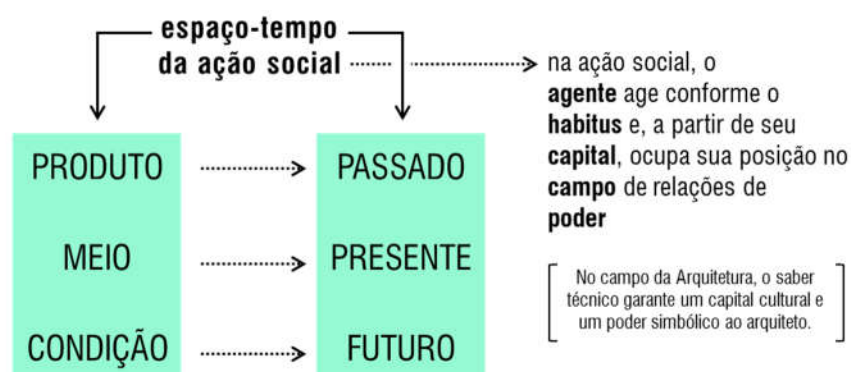 espaço-tempo
da ação social
na ação social, o
agente age conforme o
habitus e, a partir de seu
capital, ocupa sua posição no
campo de relações de
poder
PRODUTO
PASSADO
MEIO
PRESENTE
CONDIÇÃO
FUTURO
No campo da Arquitetura, o saber
técnico garante um capital cultural e
um poder simbólico ao arquiteto.